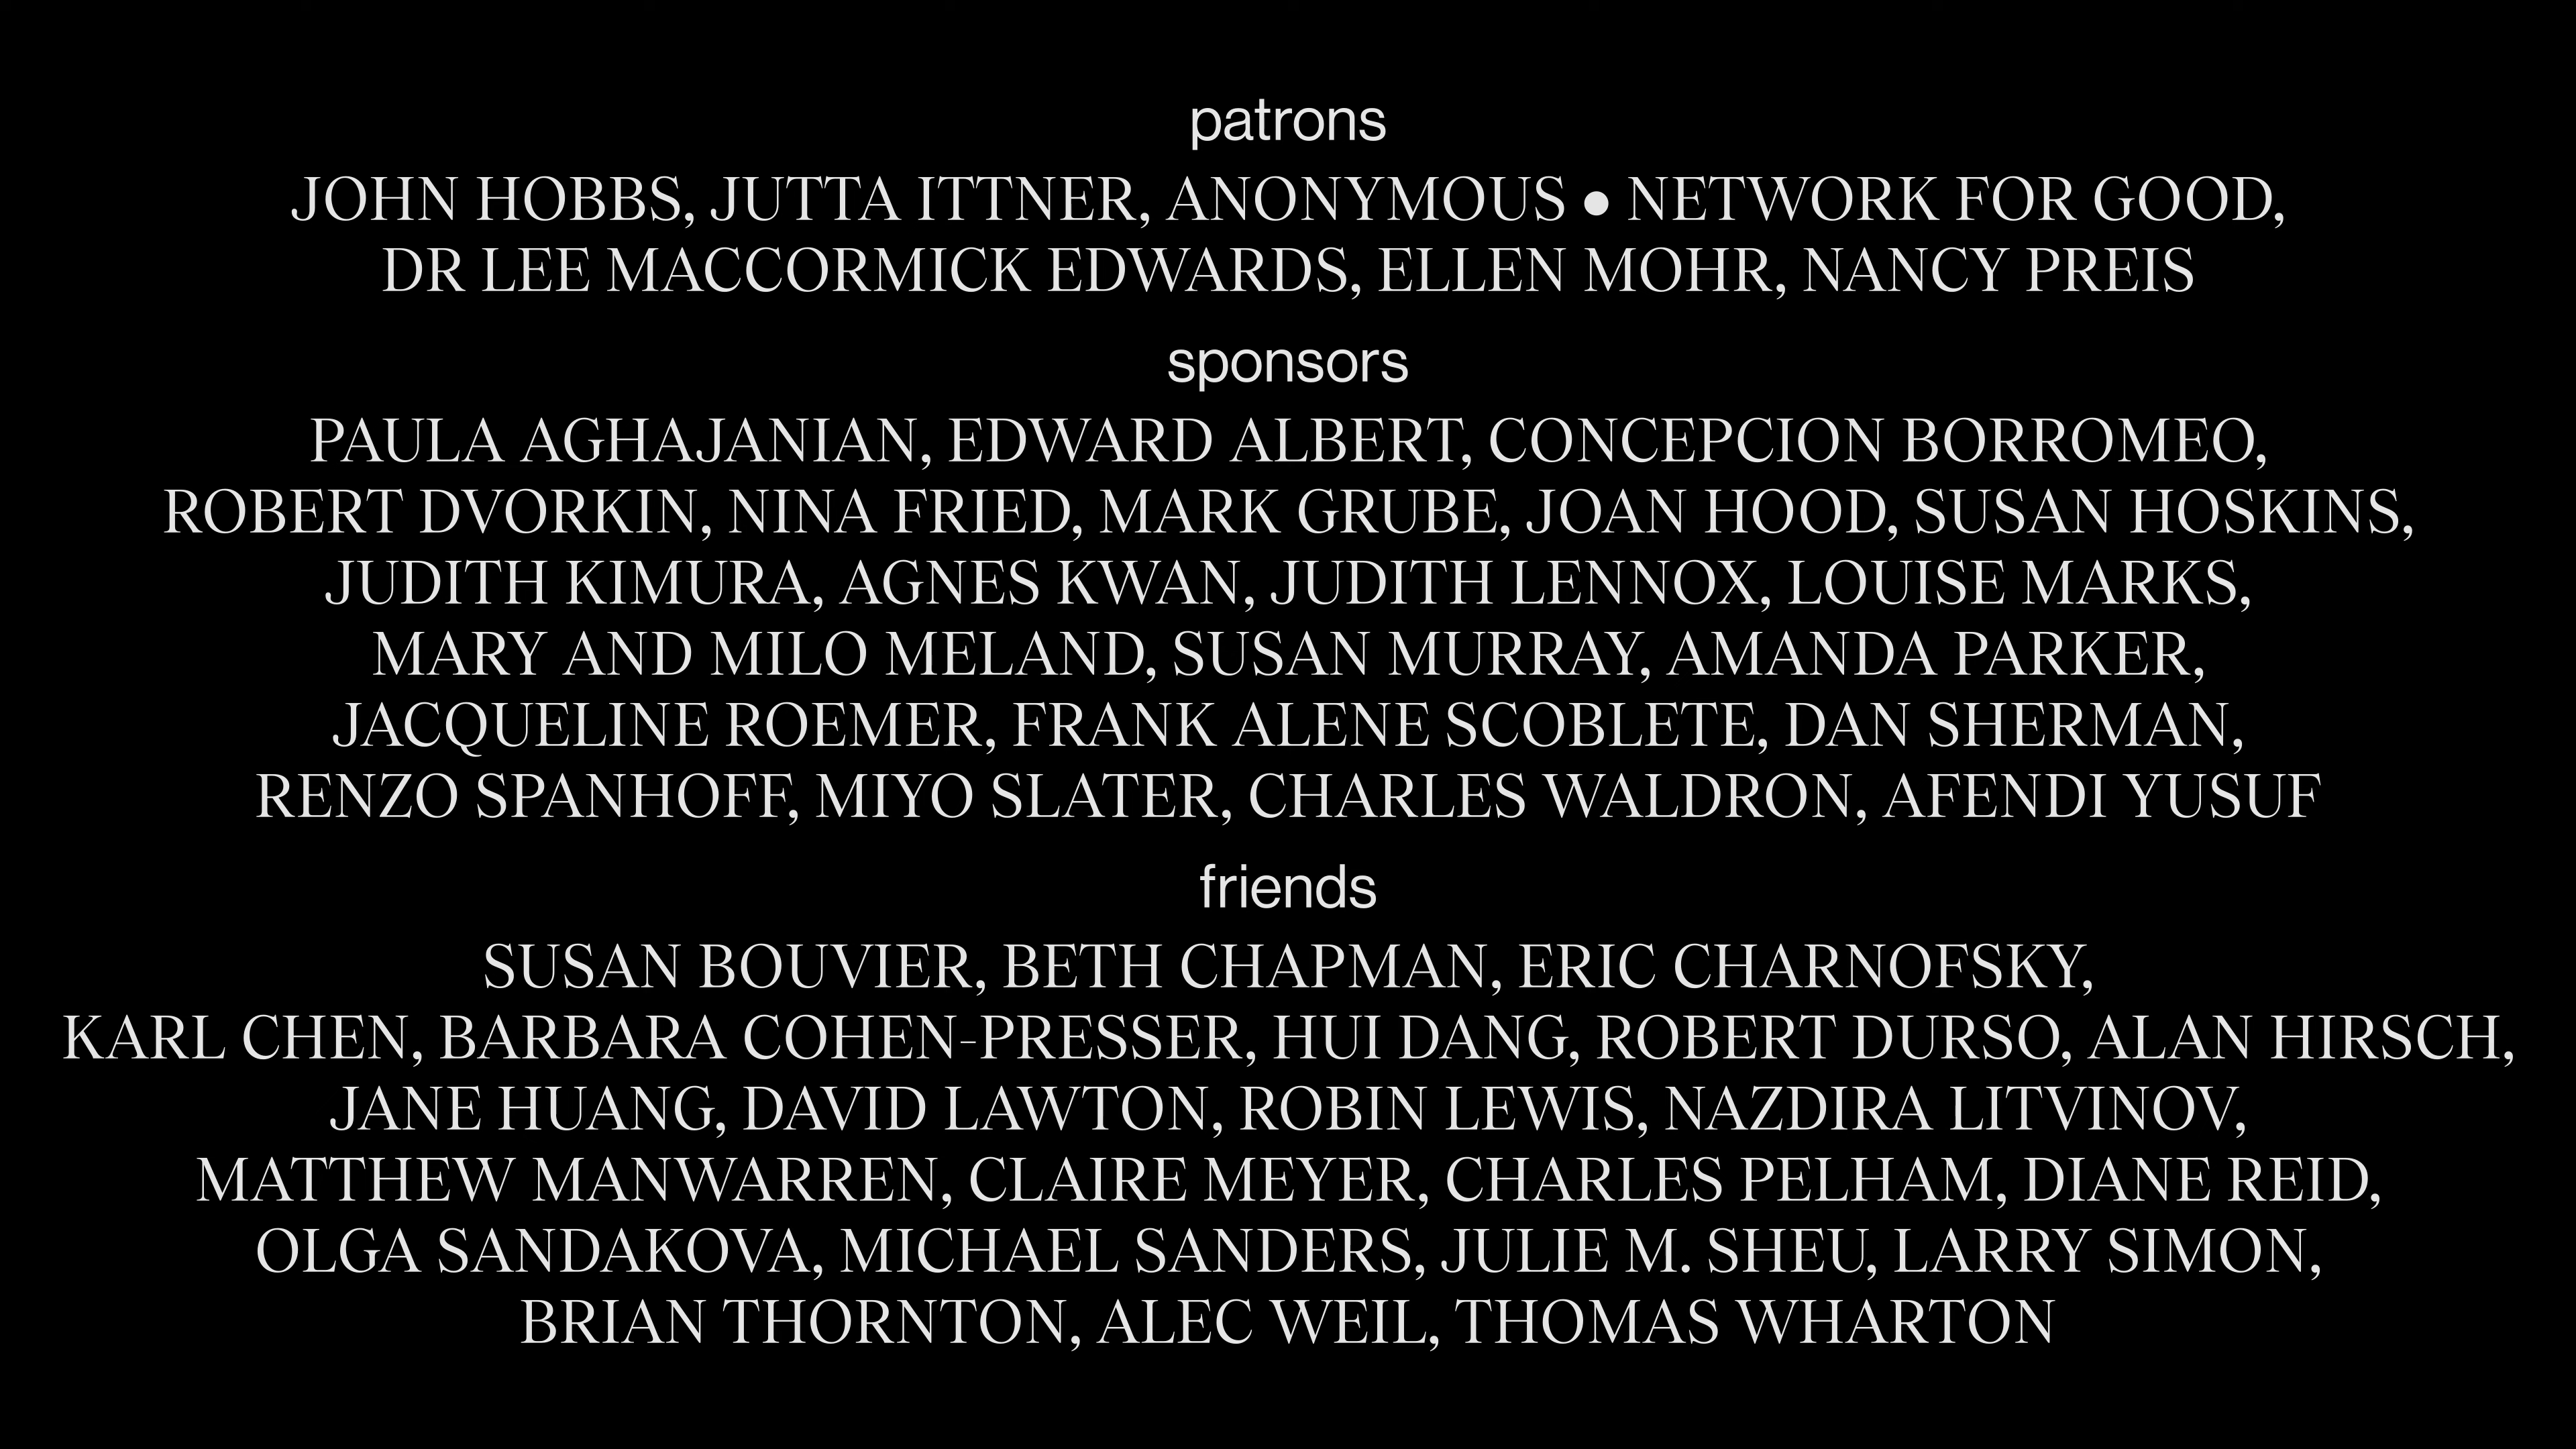 patrons
JOHN HOBBS, JUTTA ITTNER, ANONYMOUS • NETWORK FOR GOOD,
DR LEE MACCORMICK EDWARDS, ELLEN MOHR, NANCY PREIS
sponsors
PAULA AGHAJANIAN, EDWARD ALBERT, CONCEPCION BORROMEO,
ROBERT DVORKIN, NINA FRIED, MARK GRUBE, JOAN HOOD, SUSAN HOSKINS,
JUDITH KIMURA, AGNES KWAN, JUDITH LENNOX, LOUISE MARKS,
MARY AND MILO MELAND, SUSAN MURRAY, AMANDA PARKER,
JACQUELINE ROEMER, FRANK ALENE SCOBLETE, DAN SHERMAN,
RENZO SPANHOFF, MIYO SLATER, CHARLES WALDRON, AFENDI YUSUF
friends
SUSAN BOUVIER, BETH CHAPMAN, ERIC CHARNOFSKY,
KARL CHEN, BARBARA COHEN-PRESSER, HUI DANG, ROBERT DURSO, ALAN HIRSCH,
JANE HUANG, DAVID LAWTON, ROBIN LEWIS, NAZDIRA LITVINOV,
MATTHEW MANWARREN, CLAIRE MEYER, CHARLES PELHAM, DIANE REID,
OLGA SANDAKOVA, MICHAEL SANDERS, JULIE M. SHEU, LARRY SIMON,
BRIAN THORNTON, ALEC WEIL, THOMAS WHARTON